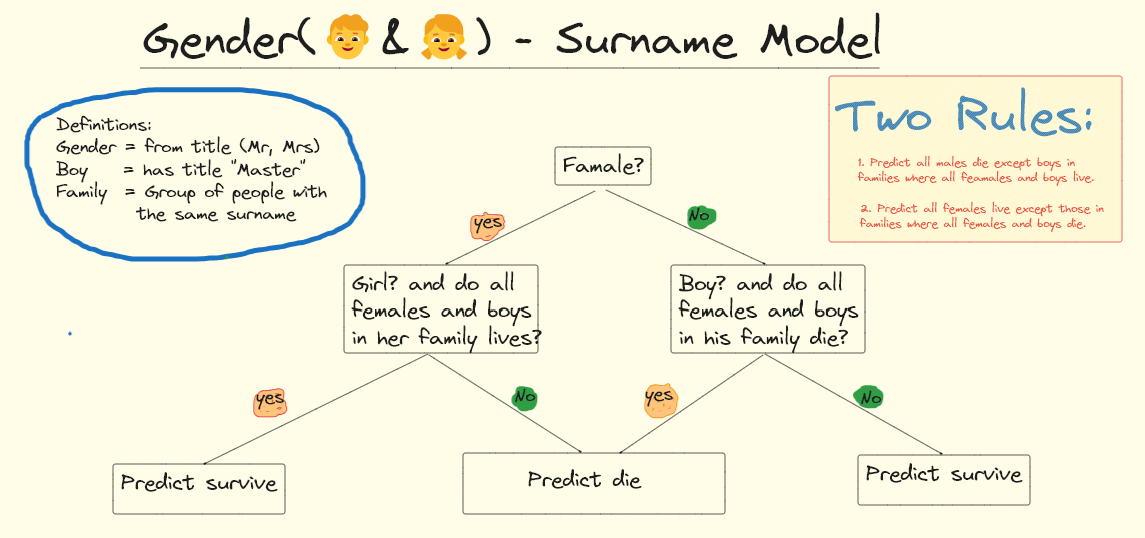 Gender( & ) - Surname Model
Definitions:
Gender = from title (Mr, Mrs)
Boy = has title "Master"
Family = Group of people with
the same surname
Two Rules:
1. Predict all males die except boys in
families where all feamales and boys live.
2. Predict all females live except those in
families where all females and boys die.
Famale?
yes
No
Girl? and do all
females and boys
in her family lives?
Boy? and do all
females and boys
in his family die?
yes
No
yes
No
Predict survive
Predict die
Predict survive